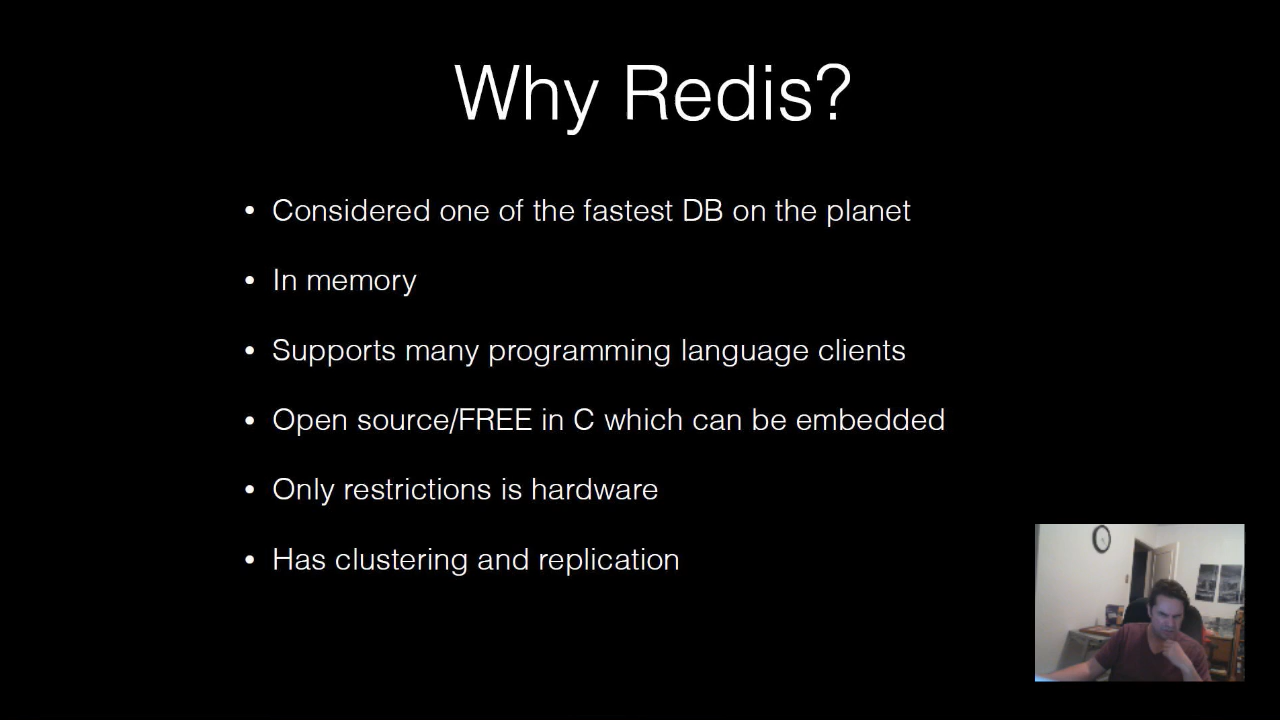 Why Redis?
• Considered one of the fastest DB on the planet
• In memory
• Supports many programming language clients
• Open source/FREE in C which can be embedded
• Only restrictions is hardware
• Has clustering and replication